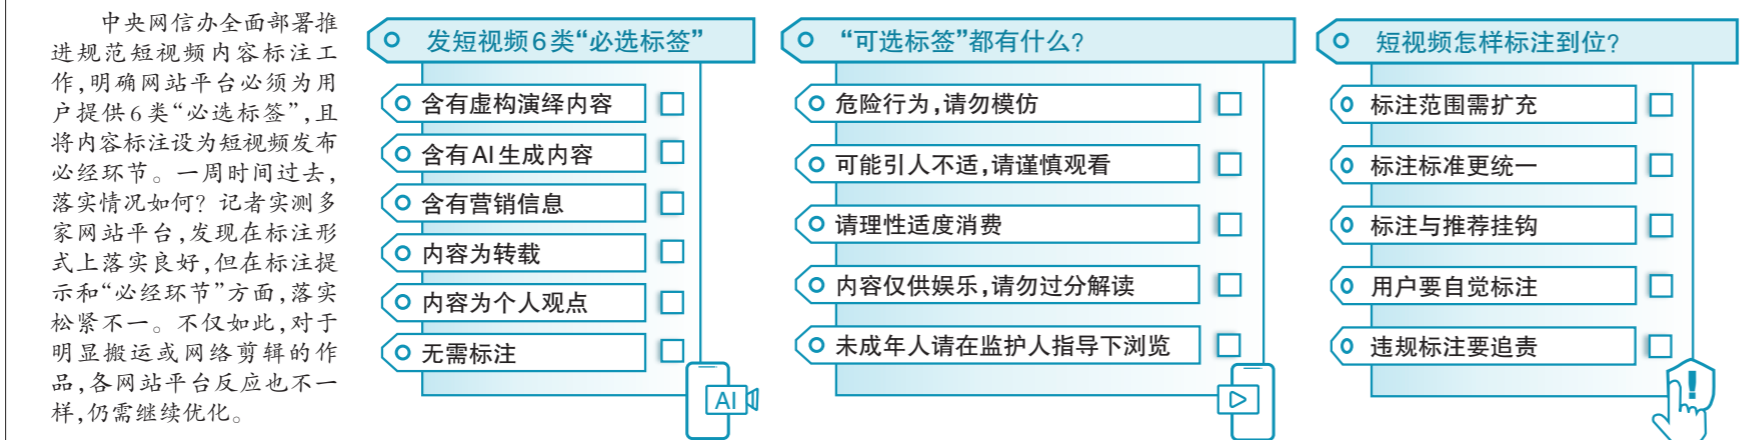 中央网信办全面部署推
进规范短视频内容标注工
作,明确网站平台必须为用
户提供6类“必选标签”,且
将内容标注设为短视频发布
必经环节。一周时间过去,
落实情况如何？记者实测多
家网站平台,发现在标注形
式上落实良好,但在标注提
示和“必经环节”方面,落实
松紧不一。不仅如此,对于
明显搬运或网络剪辑的作
品,各网站平台反应也不一
样,仍需继续优化。
发短视频6类“必选标签”
含有虚构演绎内容
含有AI生成内容
含有营销信息
内容为转载
内容为个人观点
无需标注
AI
“可选标签”都有什么？
危险行为,请勿模仿
可能引人不适,请谨慎观看
请理性适度消费
内容仅供娱乐,请勿过分解读
未成年人请在监护人指导下浏览
短视频怎样标注到位？
标注范围需扩充
标注标准更统一
标注与推荐挂钩
用户要自觉标注
违规标注要追责
!